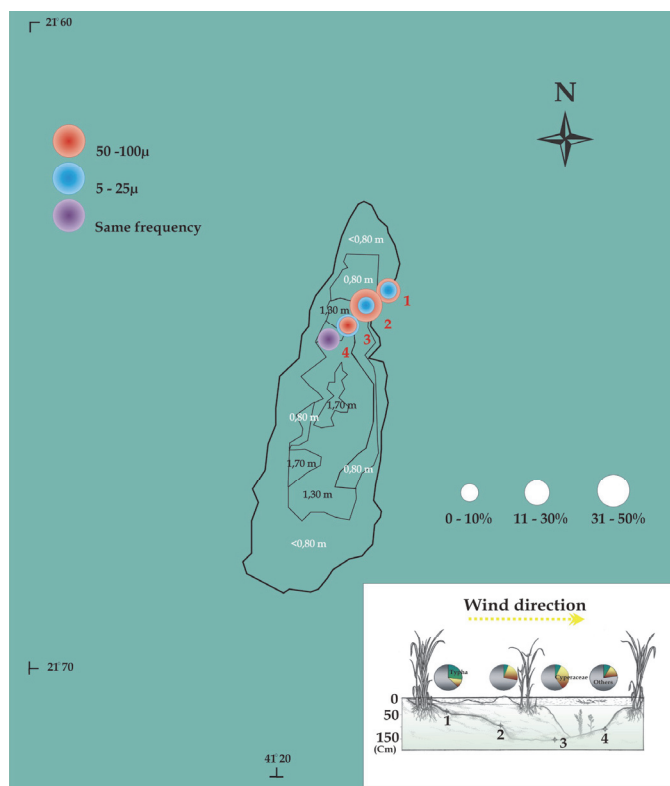 21° 60
N
50 -100µ
5 - 25µ
Same frequency
<0,80 m
0,80 m
1
1,30 m
2
3
4
1,70 m
0,80 m
1,70 m
0,80 m
1,30 m
0 - 10%
11 - 30%
31 - 50%
<0,80 m
Wind direction
Typha
Cyperaceae
Others
0
50
150
(Cm)
1
2
3
4
21° 70
41° 20